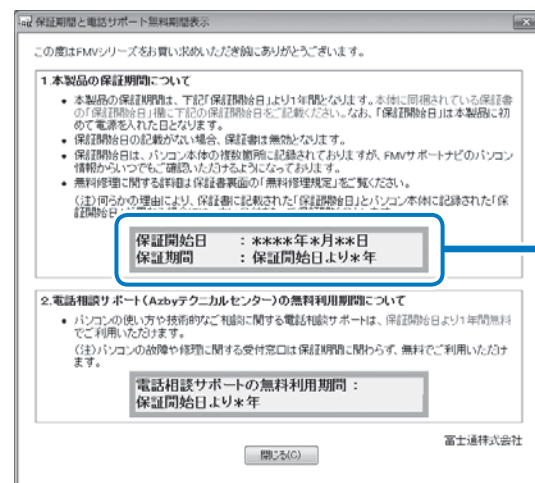 保証期間と電話サポート無料期間表示
この度はFMVシリーズをお買い求めいただき誠にありがとうございます。
1.本製品の保証期間について
• 本製品の保証期間は、下記「保証開始日」より1年間となります。本体に同梱されている保証書
の「保証開始日」欄に下記の保証開始日をご記載ください。なお、「保証開始日」は本製品に初
めて電源を入れた日となります。
• 保証開始日の記載がない場合、保証書は無効となります。
• 保証開始日は、パソコン本体の複数箇所に記録されておりますが、FMVサポートナビのパソコン
情報からいつでもご確認いただけるようになっております。
• 無料修理に関する詳細は保証書裏面の「無料修理規定」をご覧ください。
(注)何らかの理由により、保証書に記載された「保証開始日」とパソコン本体に記録された「保
保証開始日 : ****年*月**日
保証期間 : 保証開始日より*年
2.電話相談サポート(Azbyテクニカルセンター)の無料利用期間について
• パソコンの使い方や技術的なご相談に関する電話相談サポートは、保証開始日より1年間無料
でご利用いただけます。
(注)パソコンの故障や修理に関する受付窓口は保証期間に関わらず、無料でご利用いただけ
ます。
電話相談サポートの無料利用期間 :
保証開始日より*年
富士通株式会社
閉じる(C)